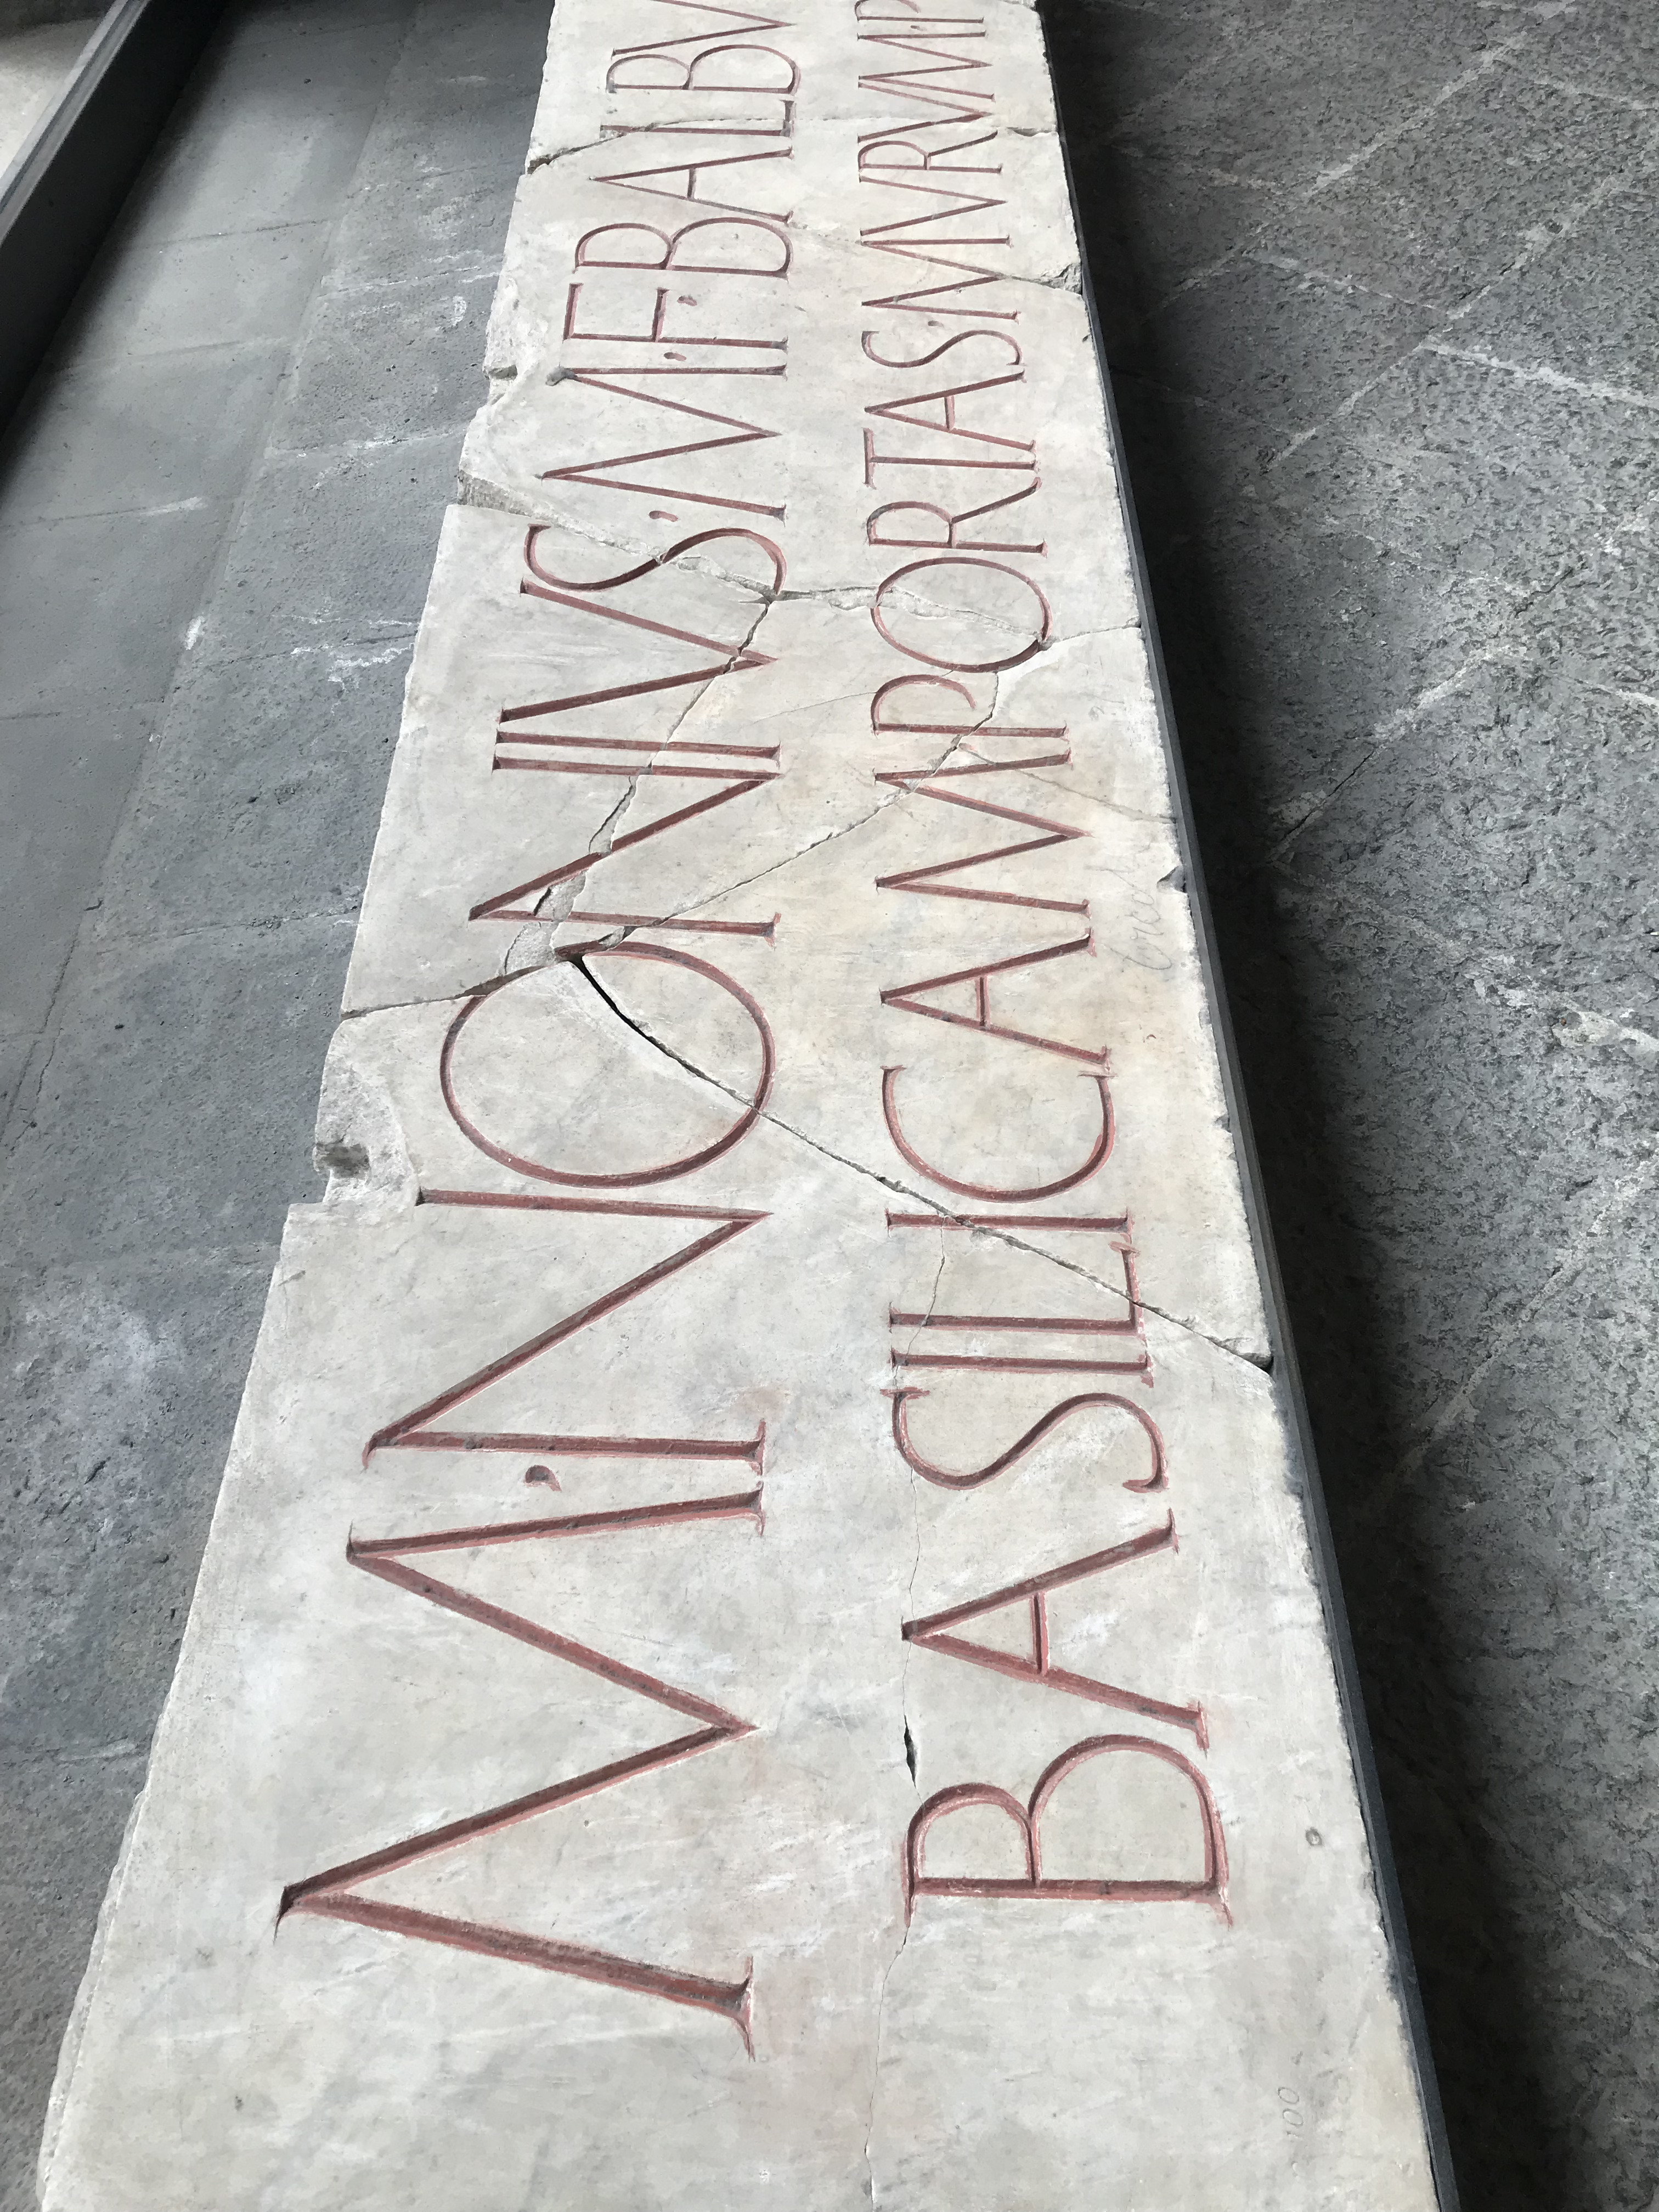 M·NONIVS·M·F·BALBV
BASILICAM PORTAS MVRVM P